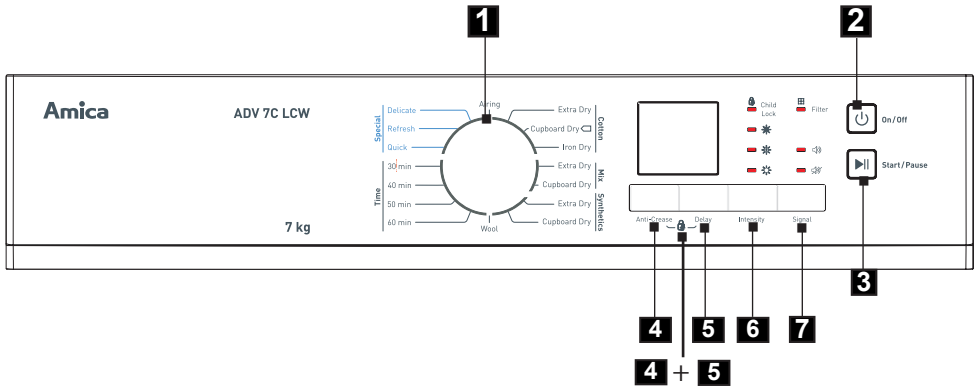 1
2
Amica
ADV 7C LCW
7 kg
Special
Delicate
Refresh
Quick
Time
30 min
40 min
50 min
60 min
Airing
Wool
Extra Dry
Cupboard Dry
Iron Dry
Cotton
Extra Dry
Cupboard Dry
Mix
Extra Dry
Cupboard Dry
Synthetics
Child
Lock
Filter
On/Off
Start/Pause
Anti-Crease
Delay
Intensity
Signal
3
4
5
6
7
4 + 5